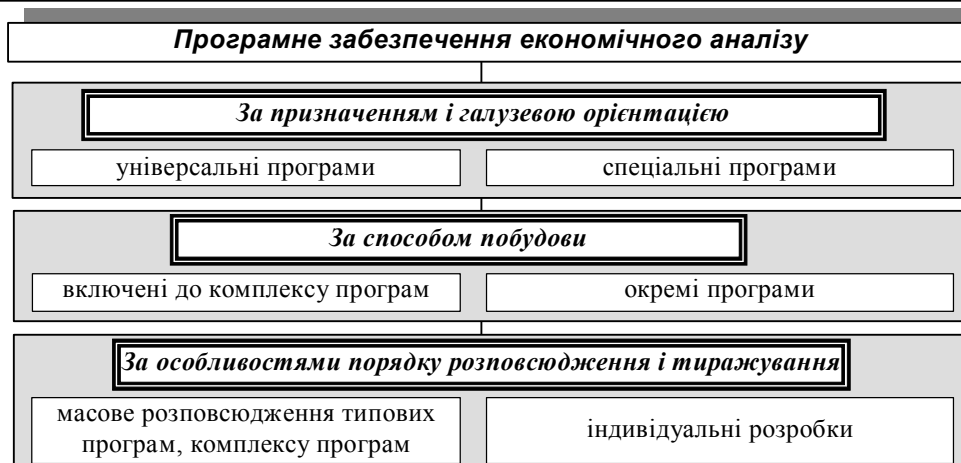 Програмне забезпечення економічного аналізу
За призначенням і галузевою орієнтацією
універсальні програми
спеціальні програми
За способом побудови
включені до комплексу програм
окремі програми
За особливостями порядку розповсюдження і тиражування
масове розповсюдження типових
програм, комплексу програм
індивідуальні розробки